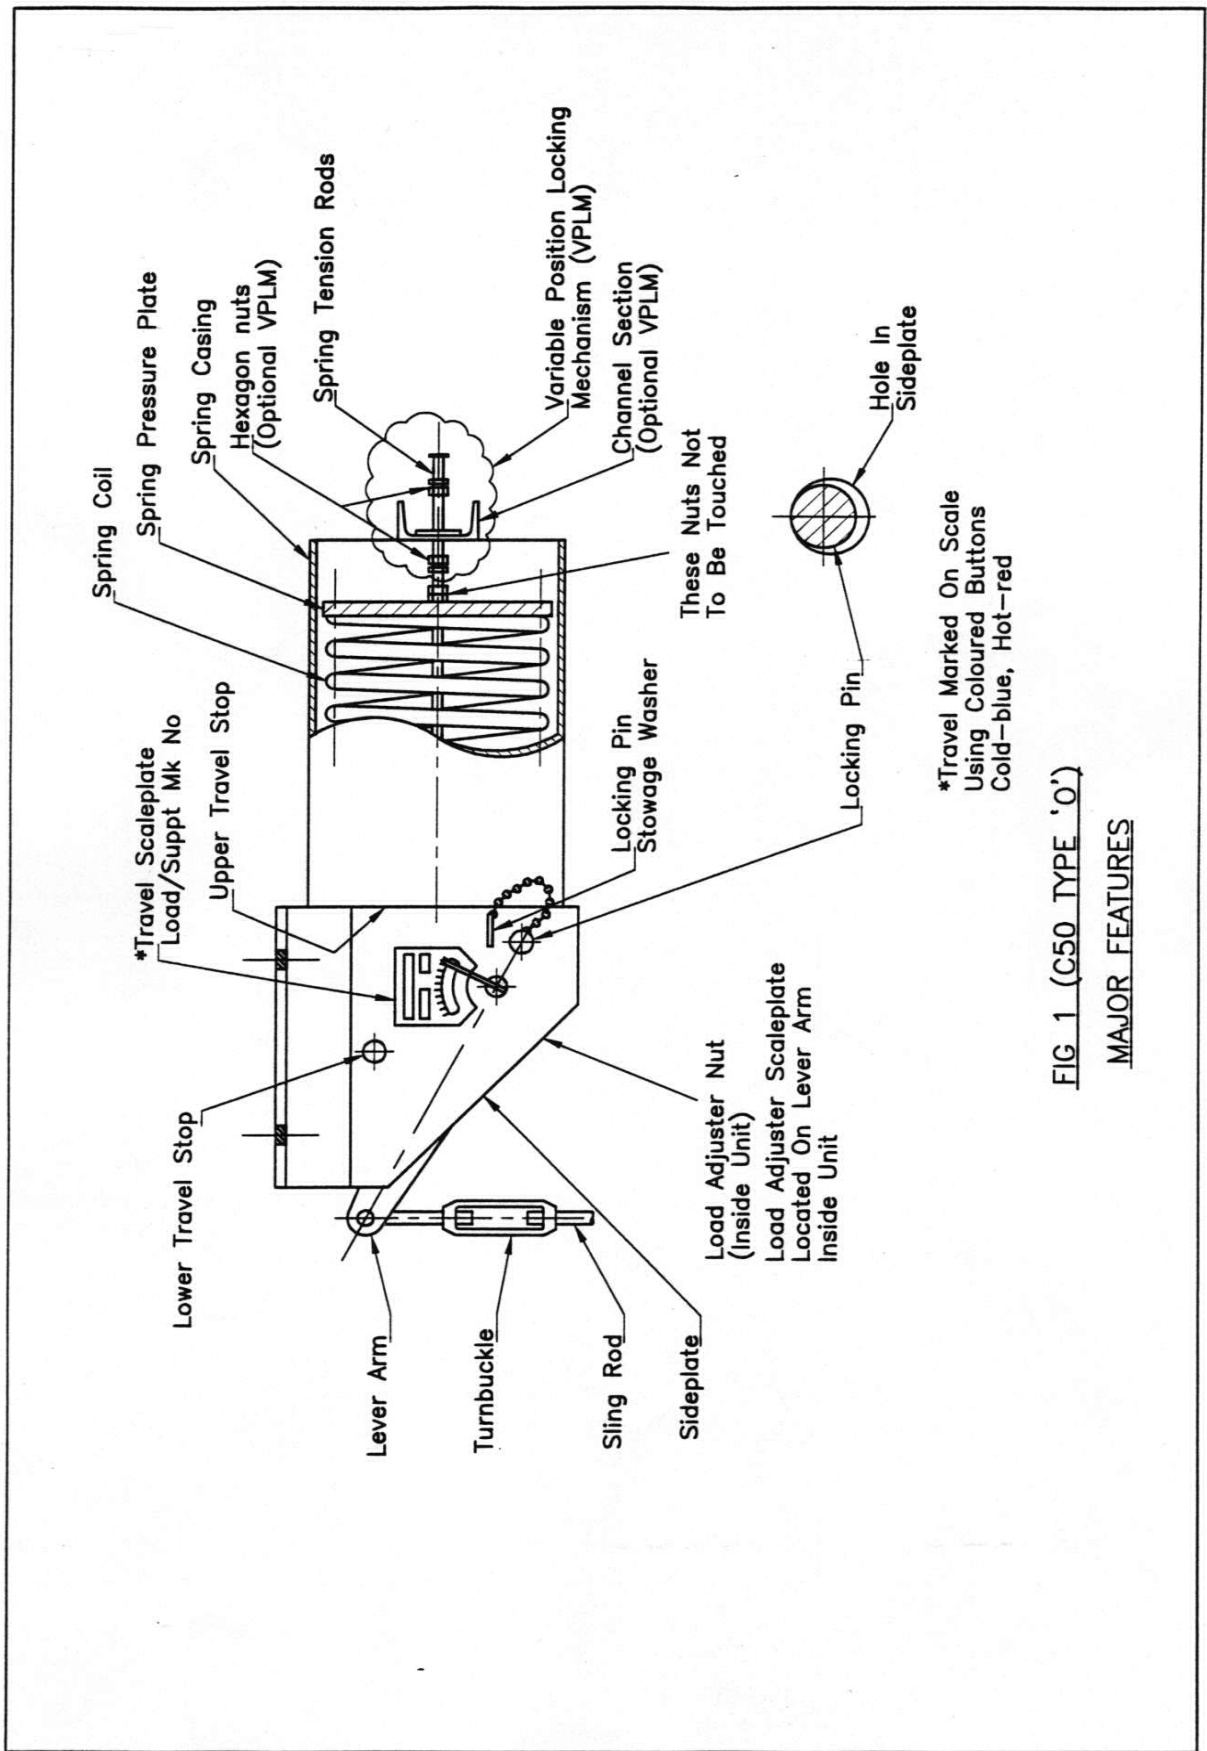 Spring Coil
Spring Pressure Plate
Spring Casing
Hexagon nuts
(Optional VPLM)
Spring Tension Rods
Variable Position Locking
Mechanism (VPLM)
Channel Section
(Optional VPLM)
These Nuts Not
To Be Touched
*Travel Scaleplate
Load/Suppt Mk No
Upper Travel Stop
Lower Travel Stop
Locking Pin
Stowage Washer
Lever Arm
Turnbuckle
Sling Rod
Sideplate
Load Adjuster Nut
(Inside Unit)
Load Adjuster Scaleplate
Located On Lever Arm
Inside Unit
Locking Pin
Hole In
Sideplate
*Travel Marked On Scale
Using Coloured Buttons
Cold-blue, Hot-red
FIG 1 (C50 TYPE 'O')
MAJOR FEATURES